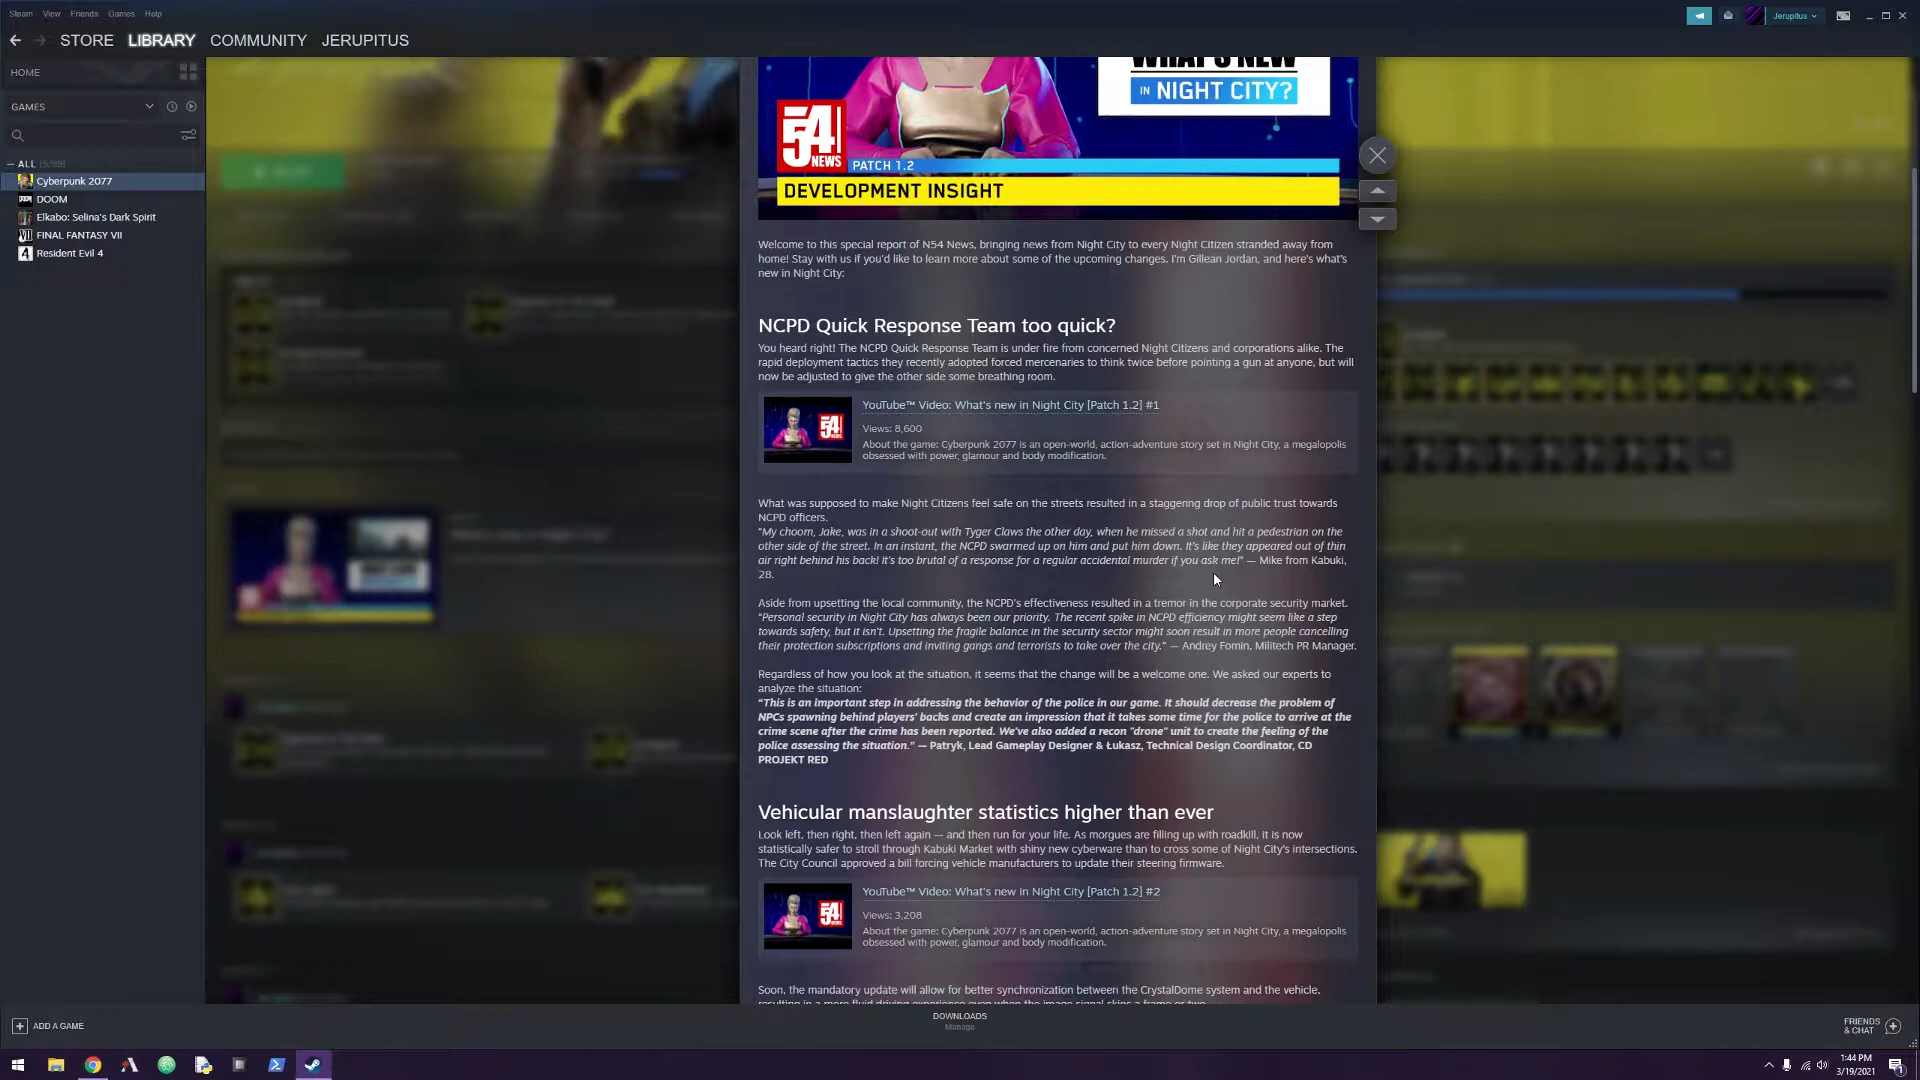 Steam View Friends Games Help
Jerupitus
STORE LIBRARY COMMUNITY JERUPITUS
HOME
GAMES
ALL (5/99)
Cyberpunk 2077
DOOM
Elkabo: Selina's Dark Spirit
FINAL FANTASY VII
Resident Evil 4
WHAT'S NEW
IN NIGHT CITY?
54!
NEWS
PATCH 1.2
DEVELOPMENT INSIGHT
Welcome to this special report of N54 News, bringing news from Night City to every Night Citizen stranded away from
home! Stay with us if you'd like to learn more about some of the upcoming changes. I'm Gillean Jordan, and here's what's
new in Night City:
NCPD Quick Response Team too quick?
You heard right! The NCPD Quick Response Team is under fire from concerned Night Citizens and corporations alike. The
rapid deployment tactics they recently adopted forced mercenaries to think twice before pointing a gun at anyone, but will
now be adjusted to give the other side some breathing room.
YouTube™ Video: What's new in Night City [Patch 1.2] #1
Views: 8,600
About the game: Cyberpunk 2077 is an open-world, action-adventure story set in Night City, a megalopolis
obsessed with power, glamour and body modification.
What was supposed to make Night Citizens feel safe on the streets resulted in a staggering drop of public trust towards
NCPD officers.
"My choom, Jake, was in a shoot-out with Tyger Claws the other day, when he missed a shot and hit a pedestrian on the
other side of the street. In an instant, the NCPD swarmed up on him and put him down. It's like they appeared out of thin
air right behind his back! It's too brutal of a response for a regular accidental murder if you ask me!" — Mike from Kabuki,
28.
Aside from upsetting the local community, the NCPD's effectiveness resulted in a tremor in the corporate security market.
"Personal security in Night City has always been our priority. The recent spike in NCPD efficiency might seem like a step
towards safety, but it isn't. Upsetting the fragile balance in the security sector might soon result in more people cancelling
their protection subscriptions and inviting gangs and terrorists to take over the city." — Andrey Fomin, Militech PR Manager.
Regardless of how you look at the situation, it seems that the change will be a welcome one. We asked our experts to
analyze the situation:
"This is an important step in addressing the behavior of the police in our game. It should decrease the problem of
NPCs spawning behind players' backs and create an impression that it takes some time for the police to arrive at the
crime scene after the crime has been reported. We've also added a recon "drone" unit to create the feeling of the
police assessing the situation." — Patryk, Lead Gameplay Designer & Łukasz, Technical Design Coordinator, CD
PROJEKT RED
Vehicular manslaughter statistics higher than ever
Look left, then right, then left again — and then run for your life. As morgues are filling up with roadkill, it is now
statistically safer to stroll through Kabuki Market with shiny new cyberware than to cross some of Night City's intersections.
The City Council approved a bill forcing vehicle manufacturers to update their steering firmware.
YouTube™ Video: What's new in Night City [Patch 1.2] #2
Views: 3,208
About the game: Cyberpunk 2077 is an open-world, action-adventure story set in Night City, a megalopolis
obsessed with power, glamour and body modification.
Soon, the mandatory update will allow for better synchronization between the CrystalDome system and the vehicle,
resulting in a more fluid driving experience even when the image signal skips a frame or two.
ADD A GAME
DOWNLOADS
Manage
FRIENDS
& CHAT
1:44 PM
3/19/2021